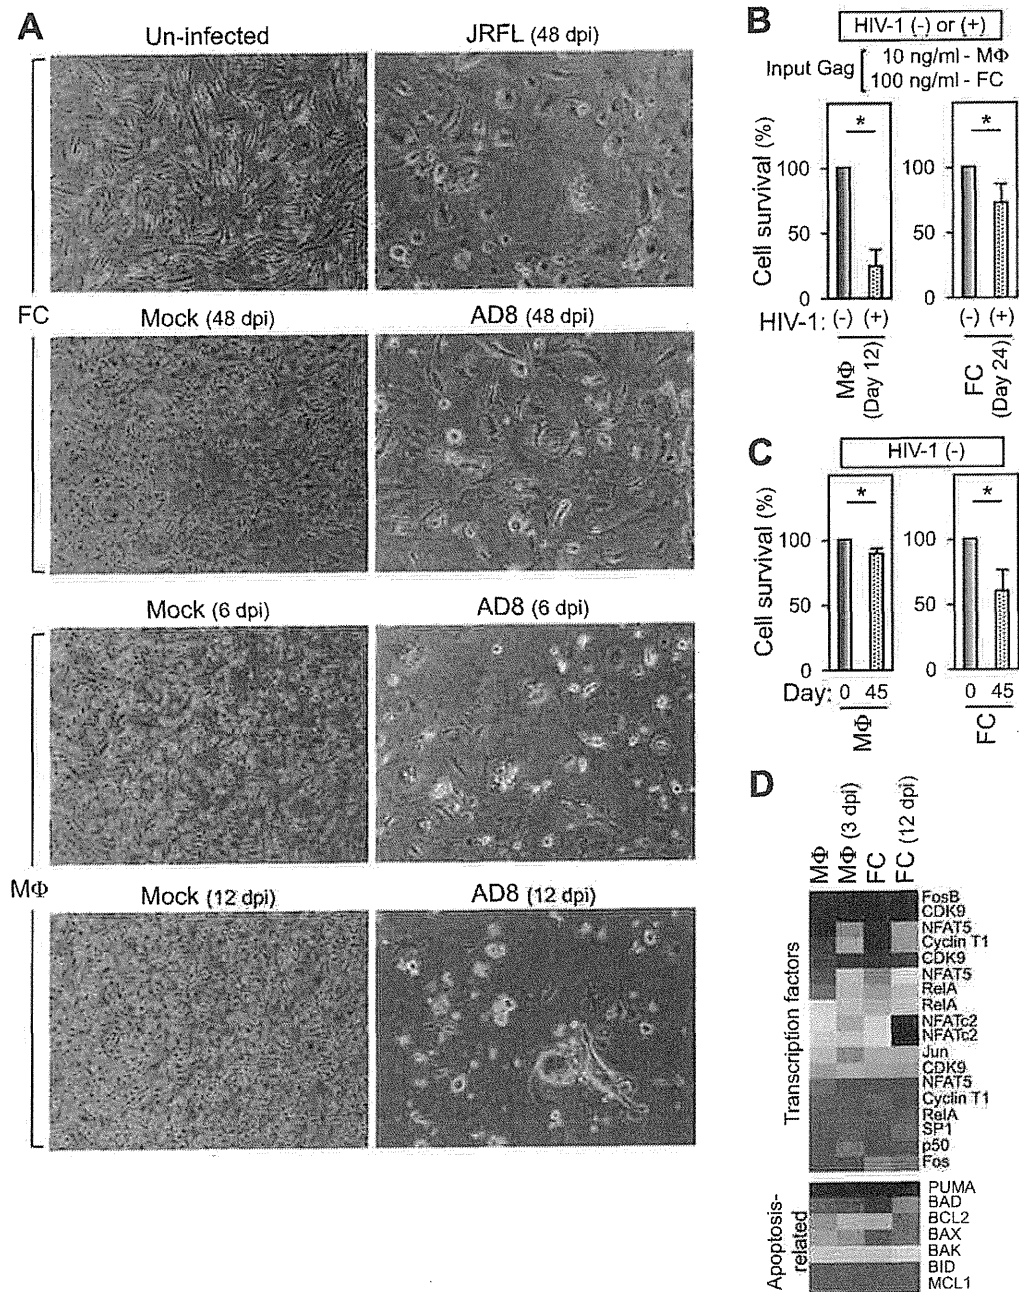 A
Un-infected
JRFL (48 dpi)
FC
Mock (48 dpi)
AD8 (48 dpi)
Mock (6 dpi)
AD8 (6 dpi)
MΦ
Mock (12 dpi)
AD8 (12 dpi)
B
HIV-1 (-) or (+)
Input Gag
10 ng/ml - MΦ
100 ng/ml - FC
Cell survival (%)
*
*
100
50
0
100
50
0
HIV-1: (-) (+)
(-) (+)
MΦ
(Day 12)
FC
(Day 24)
C
HIV-1 (-)
Cell survival (%)
*
*
100
50
0
100
50
0
Day: 0 45
0 45
MΦ
FC
D
MΦ
MΦ (3 dpi)
FC
FC (12 dpi)
Transcription factors
FosB
CDK9
NFAT5
Cyclin T1
CDK9
NFAT5
RelA
RelA
NFATc2
NFATc2
Jun
CDK9
NFAT5
Cyclin T1
RelA
SP1
p50
Fos
Apoptosis-
related
PUMA
BAD
BCL2
BAX
BAK
BID
MCL1